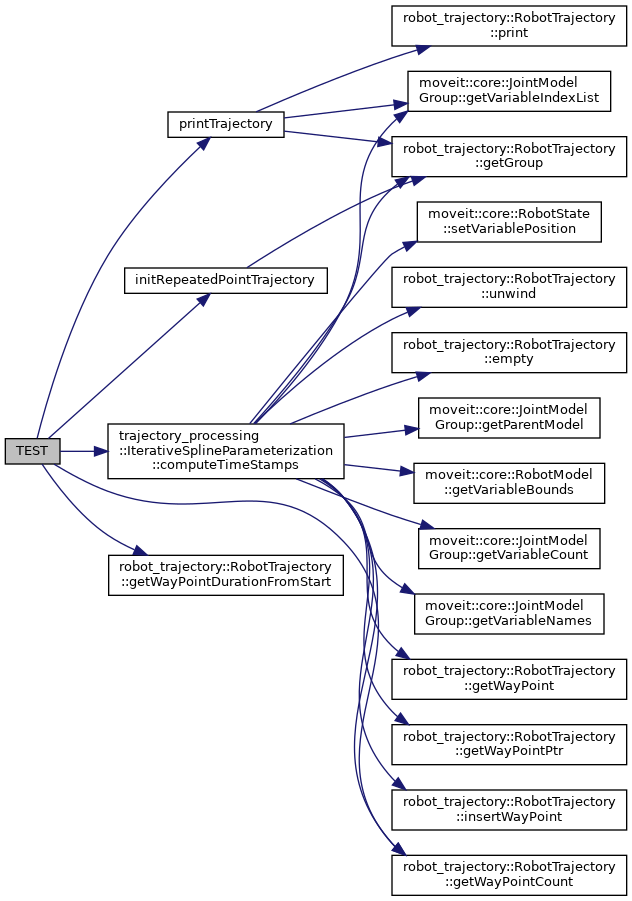 TEST
printTrajectory
initRepeatedPointTrajectory
trajectory_processing
::IterativeSplineParameterization
::computeTimeStamps
robot_trajectory::RobotTrajectory
::getWayPointDurationFromStart
robot_trajectory::RobotTrajectory
::print
moveit::core::JointModel
Group::getVariableIndexList
robot_trajectory::RobotTrajectory
::getGroup
moveit::core::RobotState
::setVariablePosition
robot_trajectory::RobotTrajectory
::unwind
robot_trajectory::RobotTrajectory
::empty
moveit::core::JointModel
Group::getParentModel
moveit::core::RobotModel
::getVariableBounds
moveit::core::JointModel
Group::getVariableCount
moveit::core::JointModel
Group::getVariableNames
robot_trajectory::RobotTrajectory
::getWayPoint
robot_trajectory::RobotTrajectory
::getWayPointPtr
robot_trajectory::RobotTrajectory
::insertWayPoint
robot_trajectory::RobotTrajectory
::getWayPointCount